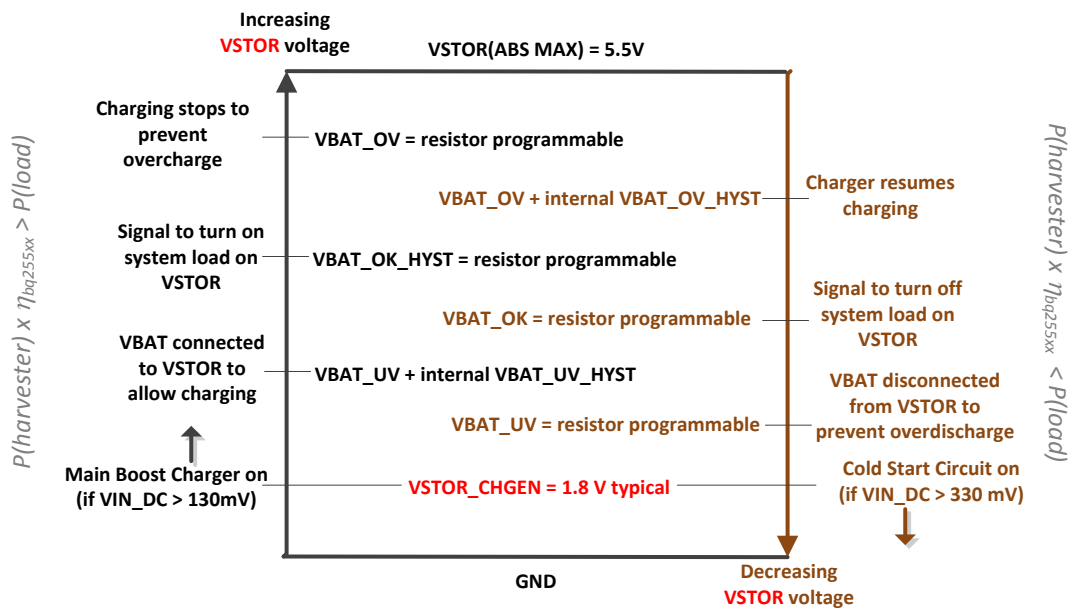 Increasing
VSTOR voltage
VSTOR(ABS MAX) = 5.5V
Charging stops to
prevent
overcharge
VBAT_OV = resistor programmable
VBAT_OV + internal VBAT_OV_HYST
Charger resumes
charging
Signal to turn on
system load on
VSTOR
VBAT_OK_HYST = resistor programmable
VBAT_OK = resistor programmable
Signal to turn off
system load on
VSTOR
VBAT connected
to VSTOR to
allow charging
VBAT_UV + internal VBAT_UV_HYST
VBAT_UV = resistor programmable
VBAT disconnected
from VSTOR to
prevent overdischarge
Main Boost Charger on
(if VIN_DC > 130mV)
VSTOR_CHGEN = 1.8 V typical
Cold Start Circuit on
(if VIN_DC > 330 mV)
GND
Decreasing
VSTOR voltage
P(harvester) x ηbq255xx > P(load)
P(harvester) x ηbq255xx < P(load)